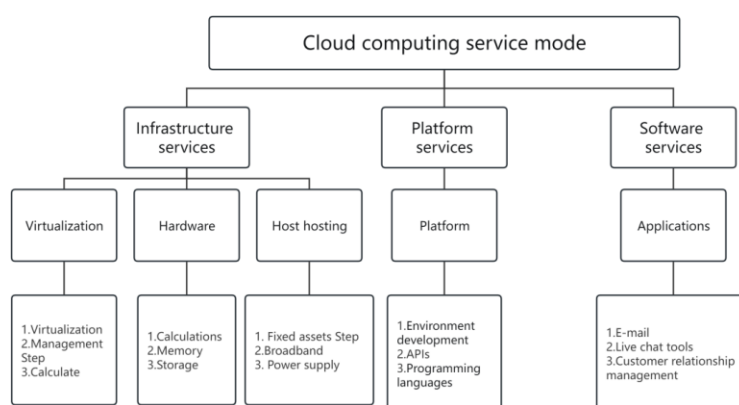 Cloud computing service mode
Infrastructure
services
Platform
services
Software
services
Virtualization
Hardware
Host hosting
Platform
Applications
1.Virtualization
2.Management
Step
3.Calculate
1.Calculations
2.Memory
3.Storage
1. Fixed assets Step
2.Broadband
3. Power supply
1.Environment
development
2.APIs
3.Programming
languages
1.E-mail
2.Live chat tools
3.Customer relationship
management